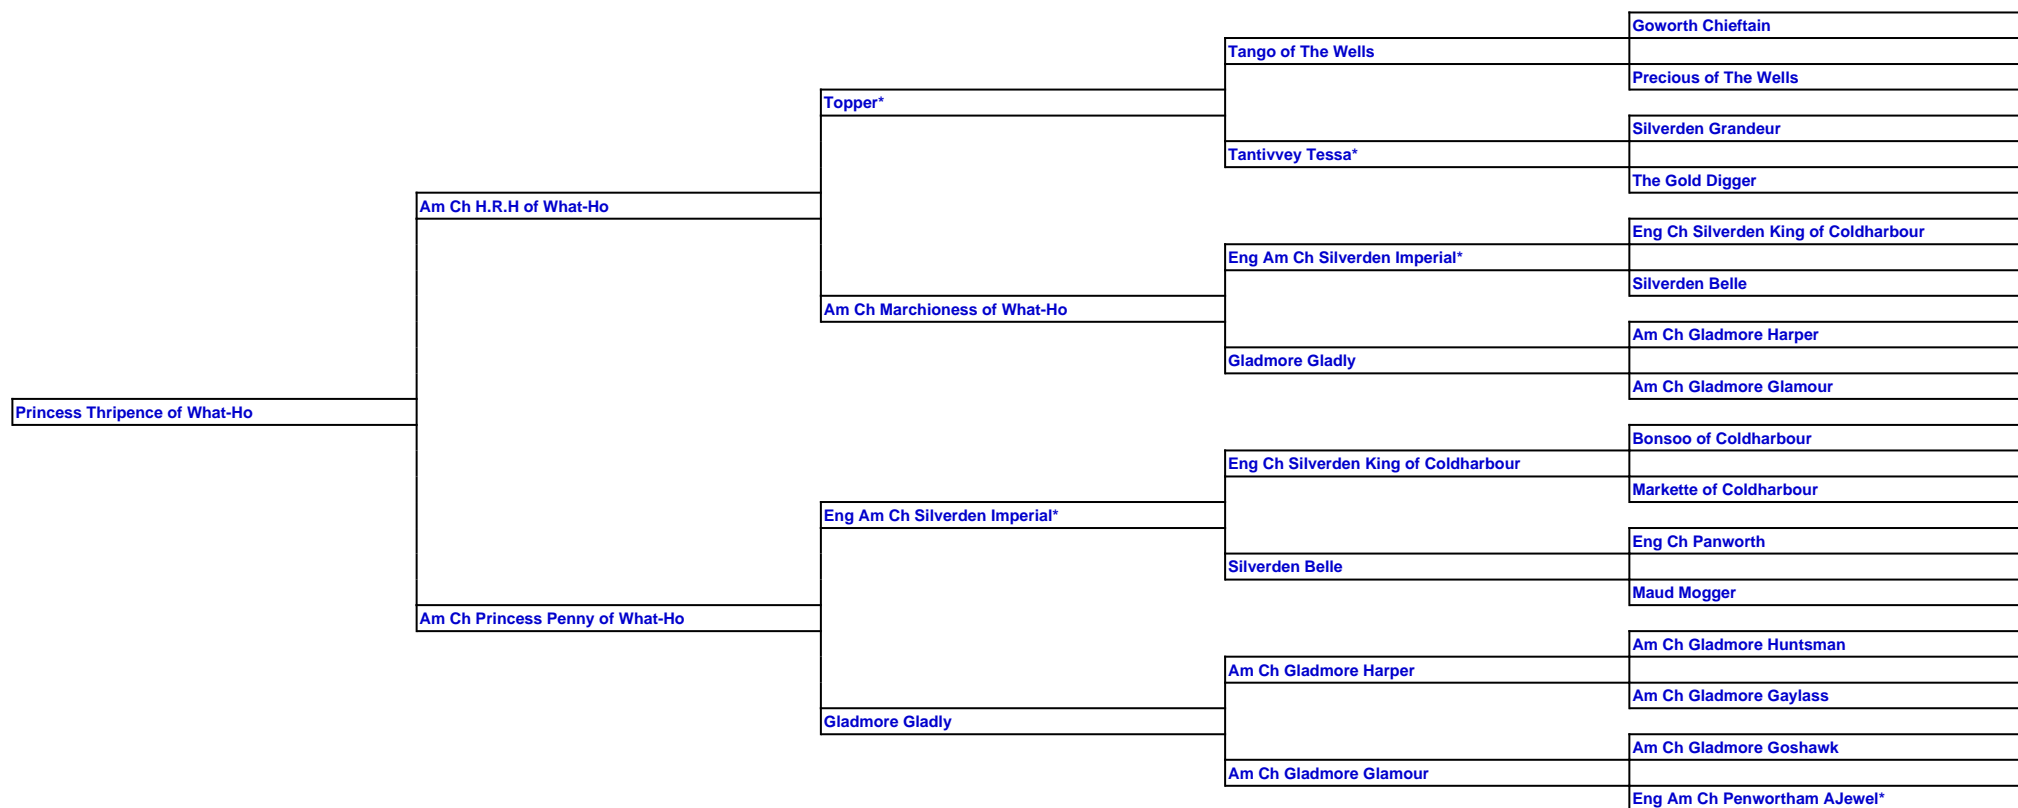 Goworth Chieftain
Tango of The Wells
Precious of The Wells
Topper*
Silverden Grandeur
Tantivvey Tessa*
The Gold Digger
Am Ch H.R.H of What-Ho
Eng Ch Silverden King of Coldharbour
Eng Am Ch Silverden Imperial*
Silverden Belle
Am Ch Marchioness of What-Ho
Am Ch Gladmore Harper
Gladmore Gladly
Am Ch Gladmore Glamour
Princess Thripence of What-Ho
Bonsoo of Coldharbour
Eng Ch Silverden King of Coldharbour
Markette of Coldharbour
Eng Am Ch Silverden Imperial*
Eng Ch Panworth
Silverden Belle
Maud Mogger
Am Ch Princess Penny of What-Ho
Am Ch Gladmore Huntsman
Am Ch Gladmore Harper
Am Ch Gladmore Gaylass
Gladmore Gladly
Am Ch Gladmore Goshawk
Am Ch Gladmore Glamour
Eng Am Ch Penwortham AJewel*